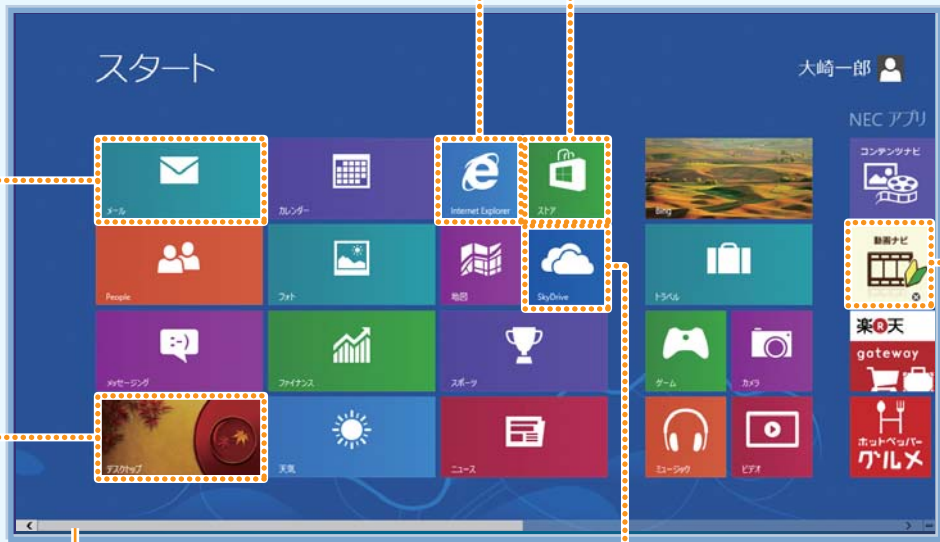 スタート
大崎一郎
NEC アプリ
メール
カレンダー
Internet Explorer
ストア
Bing
コンテンツナビ
People
フォト
地図
SkyDrive
トラベル
動画ナビ
メッセージング
ファイナンス
スポーツ
ゲーム
カメラ
楽R天
gateway
デスクトップ
天気
ニュース
ミュージック
ビデオ
ホットペッパー
グルメ